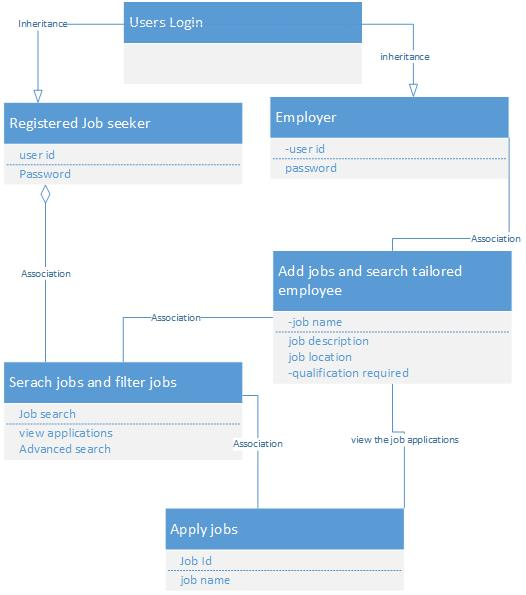 Users Login
Inheritance
inheritance
Registered Job seeker
user id
Password
Employer
-user id
password
Association
Association
Add jobs and search tailored
employee
-job name
job description
job location
-qualification required
Association
Serach jobs and filter jobs
Job search
view applications
Advanced search
Association
view the job applications
Apply jobs
Job Id
job name